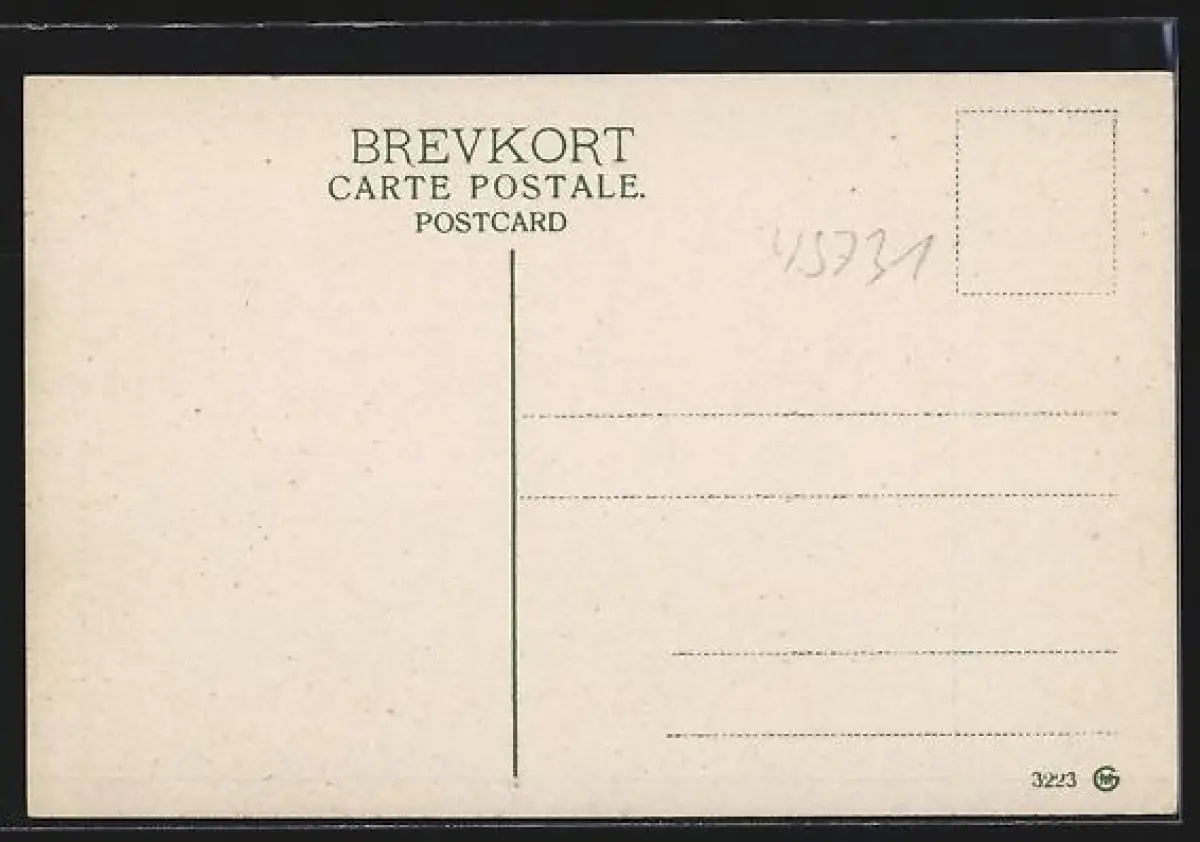 BREVKORT
CARTE POSTALE.
POSTCARD
45731
3223